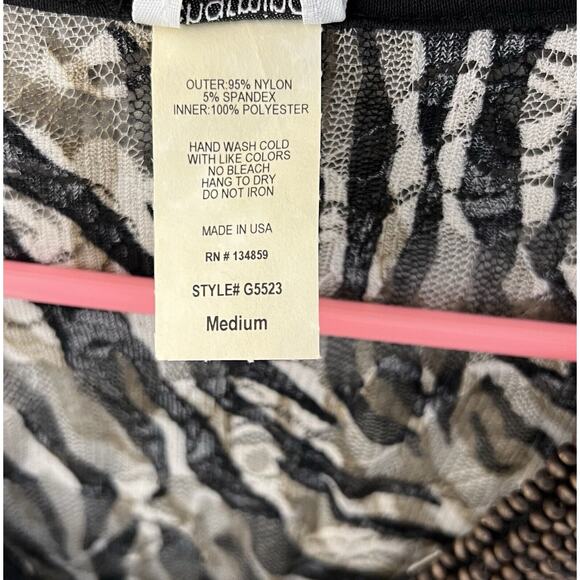 OUTER:95% NYLON
5% SPANDEX
INNER:100% POLYESTER
HAND WASH COLD
WITH LIKE COLORS
NO BLEACH
HANG TO DRY
DO NOT IRON
MADE IN USA
RN # 134859
STYLE# G5523
Medium